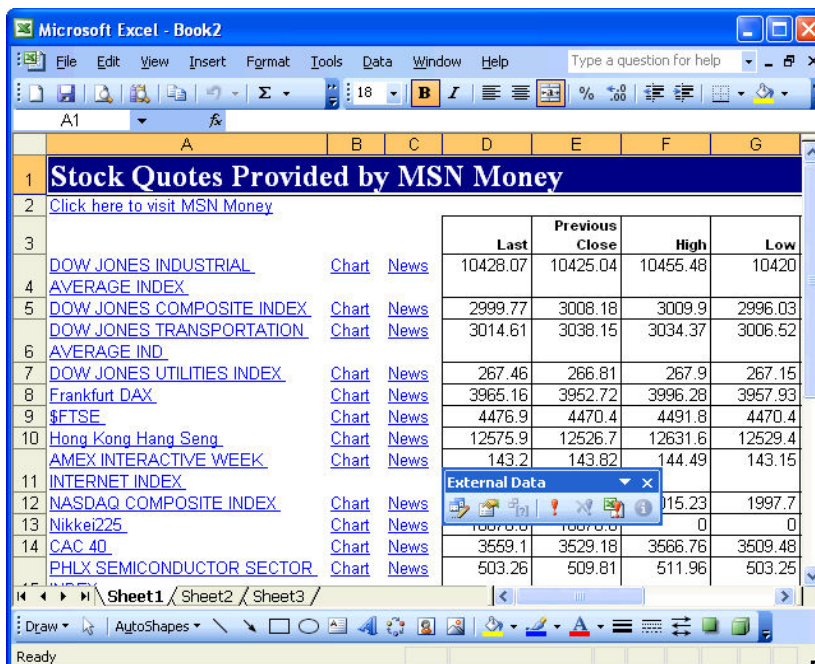 Microsoft Excel - Book2
File Edit View Insert Format Tools Data Window Help Type a question for help
Σ 18 B I %
A1 fx
A B C D E F G
1 Stock Quotes Provided by MSN Money
2 Click here to visit MSN Money
Previous
3 Last Close High Low
DOW JONES INDUSTRIAL Chart News 10428.07 10425.04 10455.48 10420
4 AVERAGE INDEX
5 DOW JONES COMPOSITE INDEX Chart News 2999.77 3008.18 3009.9 2996.03
DOW JONES TRANSPORTATION Chart News 3014.61 3038.15 3034.37 3006.52
6 AVERAGE IND
7 DOW JONES UTILITIES INDEX Chart News 267.46 266.81 267.9 267.15
8 Frankfurt DAX Chart News 3965.16 3952.72 3996.28 3957.93
9 $FTSE Chart News 4476.9 4470.4 4491.8 4470.4
10 Hong Kong Hang Seng Chart News 12575.9 12526.7 12631.6 12529.4
AMEX INTERACTIVE WEEK Chart News 143.2 143.82 144.49 143.15
11 INTERNET INDEX
External Data
12 NASDAQ COMPOSITE INDEX Chart News 015.23 1997.7
13 Nikkei225 Chart News 0 0
14 CAC 40 Chart News 3559.1 3529.18 3566.76 3509.48
PHLX SEMICONDUCTOR SECTOR Chart News 503.26 509.81 511.96 503.25
Sheet1 Sheet2 Sheet3
Draw AutoShapes A
Ready